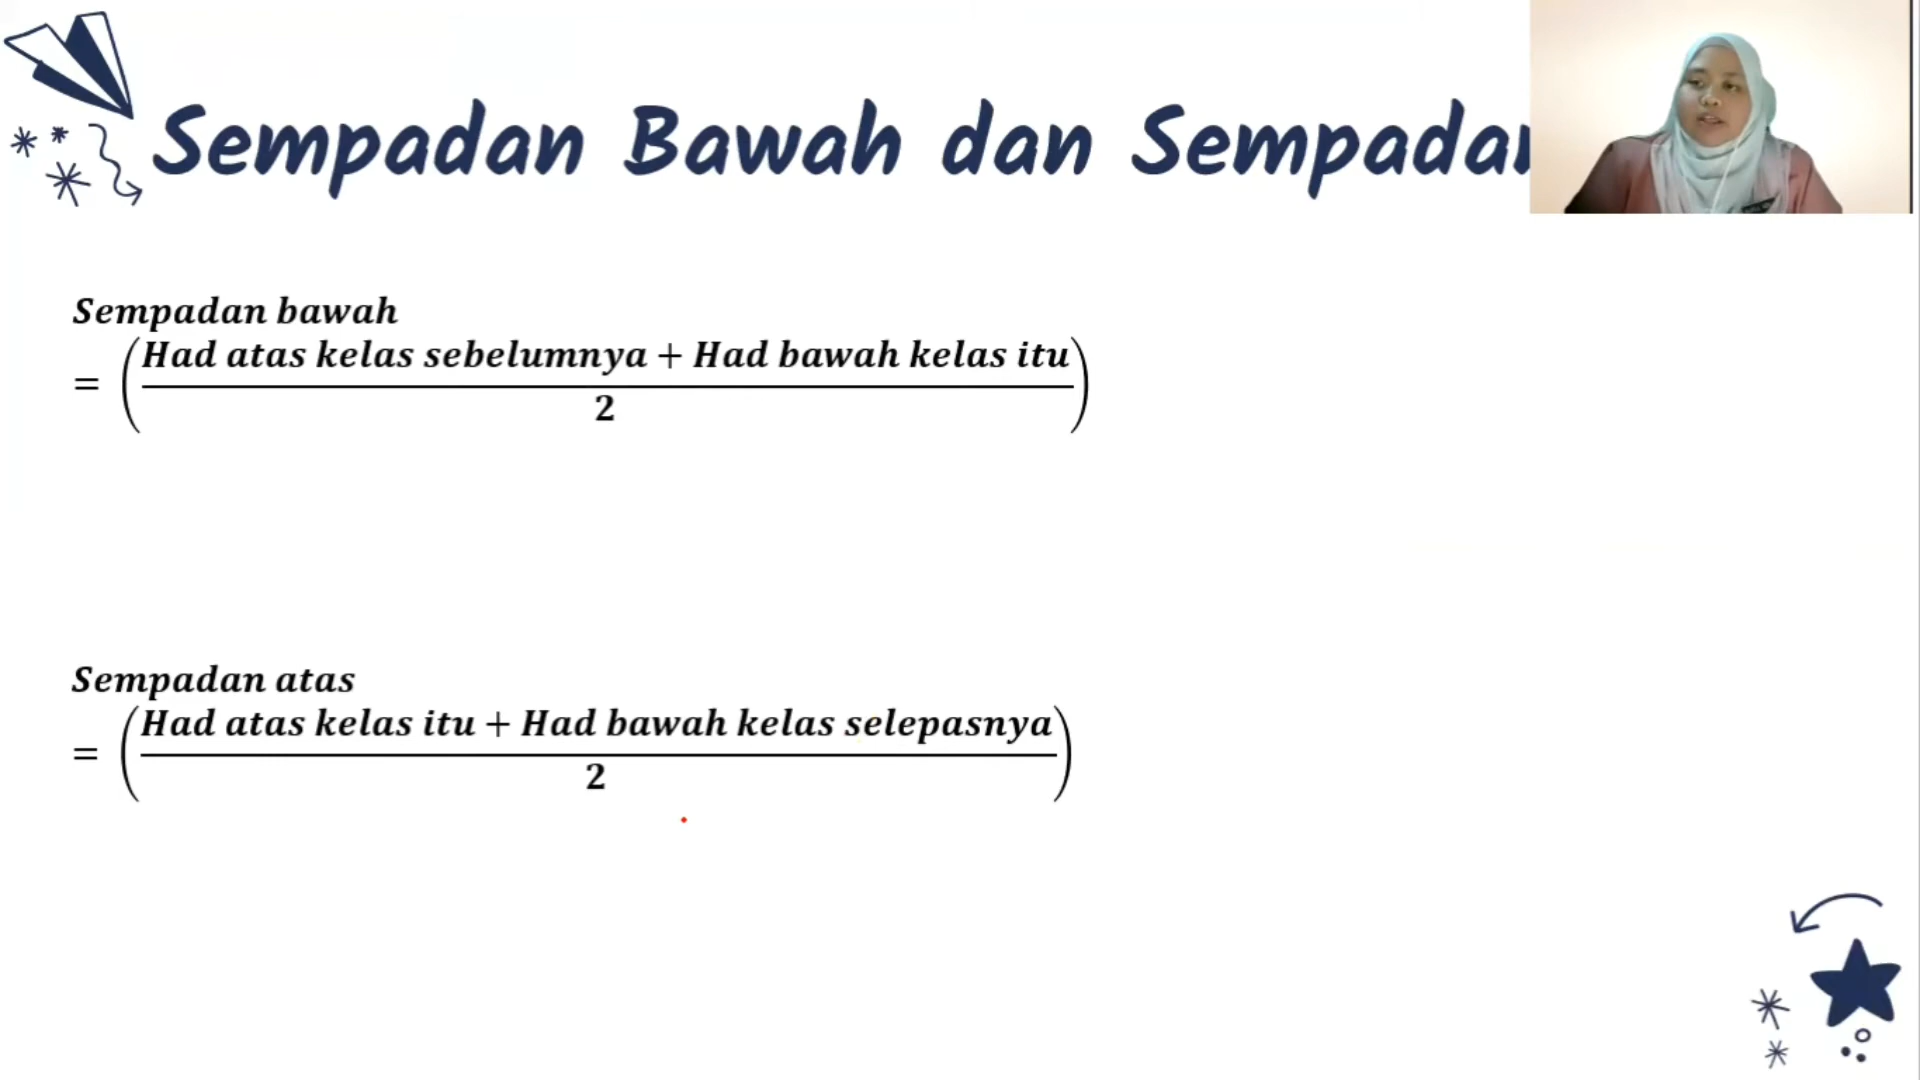 Sempadan Bawah dan Sempadan
Sempadan bawah
= (Had atas kelas sebelumnya + Had bawah kelas itu / 2)
Sempadan atas
= (Had atas kelas itu + Had bawah kelas selepasnya / 2)